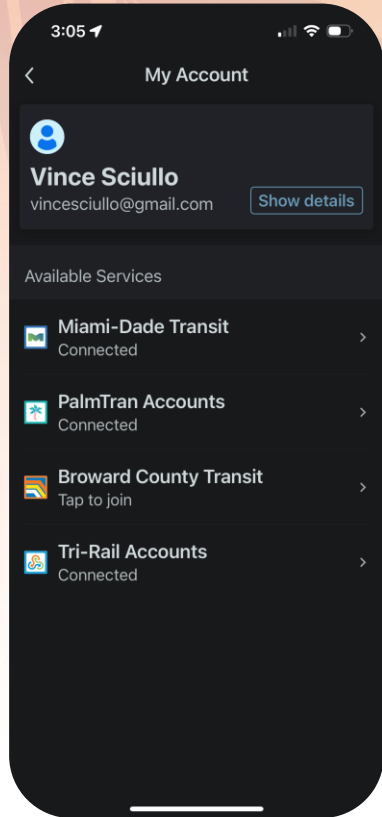 3:05
My Account
Vince Sciullo
vincesciullo@gmail.com
Show details
Available Services
Miami-Dade Transit
Connected
PalmTran Accounts
Connected
Broward County Transit
Tap to join
Tri-Rail Accounts
Connected